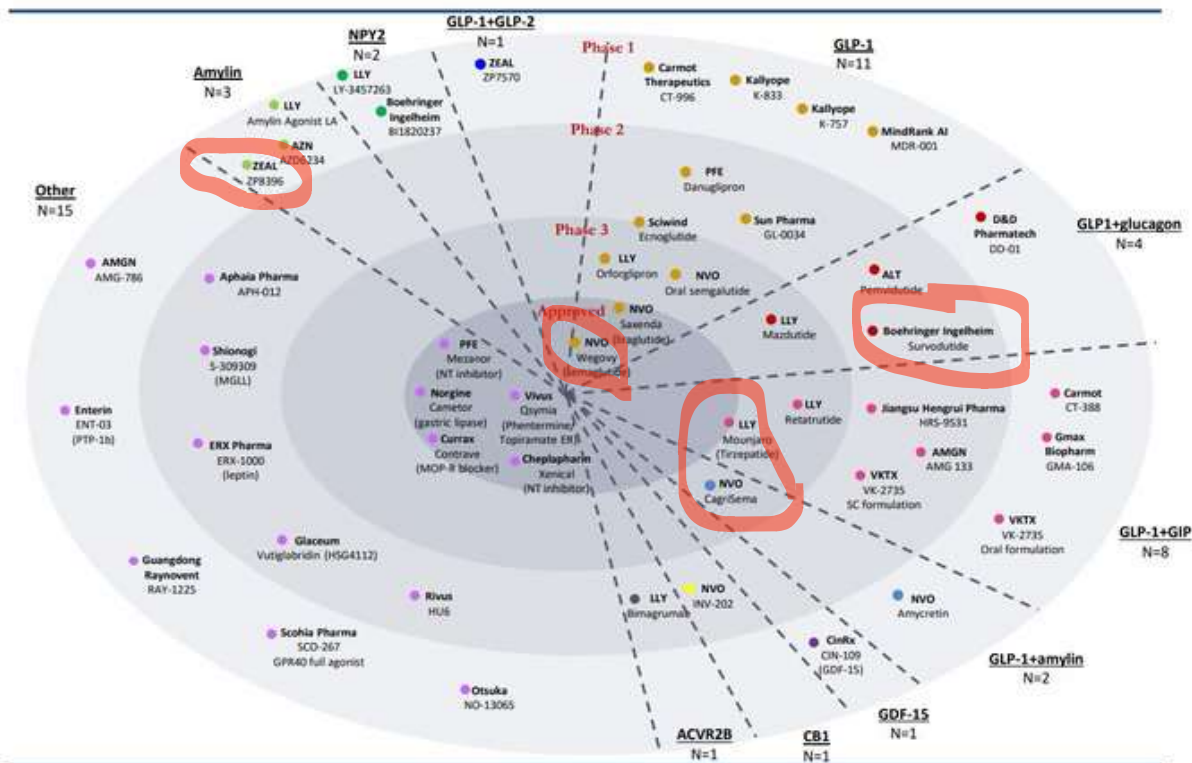 GLP-1+GLP-2
N=1
NPY2
N=2
Amylin
N=3
Other
N=15
GLP-1
N=11
GLP1+glucagon
N=4
GLP-1+GIP
N=8
GLP-1+amylin
N=2
GDF-15
N=1
CB1
N=1
ACVR2B
N=1
Phase 1
Phase 2
Phase 3
Approved
ZEAL
ZP7570
LLY
LY-3457263
Boehringer
Ingelheim
BI1820237
LLY
Amylin Agonist LA
AZN
AZD6234
ZEAL
ZP8396
Carmot
Therapeutics
CT-996
Kallyope
K-833
Kallyope
K-757
MindRank AI
MDR-001
PFE
Danuglipron
Sciwind
Ecnoglutide
Sun Pharma
GL-0034
LLY
Orforglipron
NVO
Oral semgalutide
NVO
Saxenda
(liraglutide)
NVO
Wegovy
(semaglutide)
D&D
Pharmatech
DD-01
ALT
Pemvidutide
LLY
Mazdutide
Boehringer Ingelheim
Survodutide
LLY
Retatrutide
LLY
Mounjaro
(Tirzepatide)
Jiangsu Hengrui Pharma
HRS-9531
AMGN
AMG 133
VKTX
VK-2735
SC formulation
Carmot
CT-388
Gmax
Biopharm
GMA-106
VKTX
VK-2735
Oral formulation
NVO
CagriSema
NVO
Amycretin
CinRx
CIN-109
(GDF-15)
NVO
INV-202
LLY
Bimagrumab
AMGN
AMG-786
Aphaia Pharma
APH-012
Shionogi
S-309309
(MGLL)
Enterin
ENT-03
(PTP-1b)
ERX Pharma
ERX-1000
(leptin)
PFE
Mezanor
(NT inhibitor)
Norgine
Cametor
(gastric lipase)
Vivus
Qsymia
(Phentermine/
Topiramate ER)
Currax
Contrave
(MOP-R blocker)
Cheplapharin
Xenical
(NT inhibitor)
Glaceum
Vutiglabridin (HSG4112)
Guangdong
Raynovent
RAY-1225
Rivus
HU6
Scohia Pharma
SCO-267
GPR40 full agonist
Otsuka
NO-13065